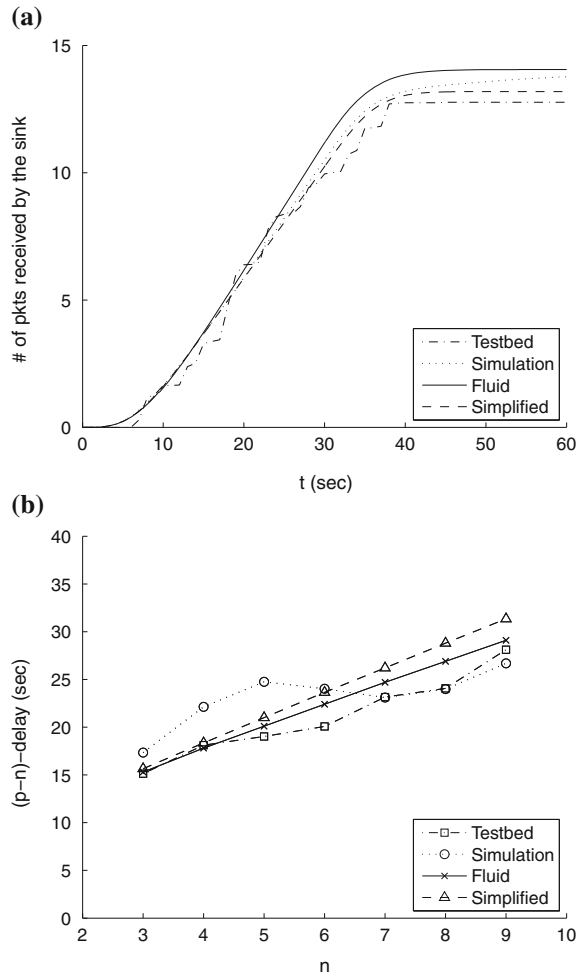 (a)
15
10
5
0
# of pkts received by the sink
0 10 20 30 40 50 60
t (sec)
Testbed
Simulation
Fluid
Simplified
(b)
40
35
30
25
20
15
10
5
0
(p−n)−delay (sec)
2 3 4 5 6 7 8 9 10
n
Testbed
Simulation
Fluid
Simplified